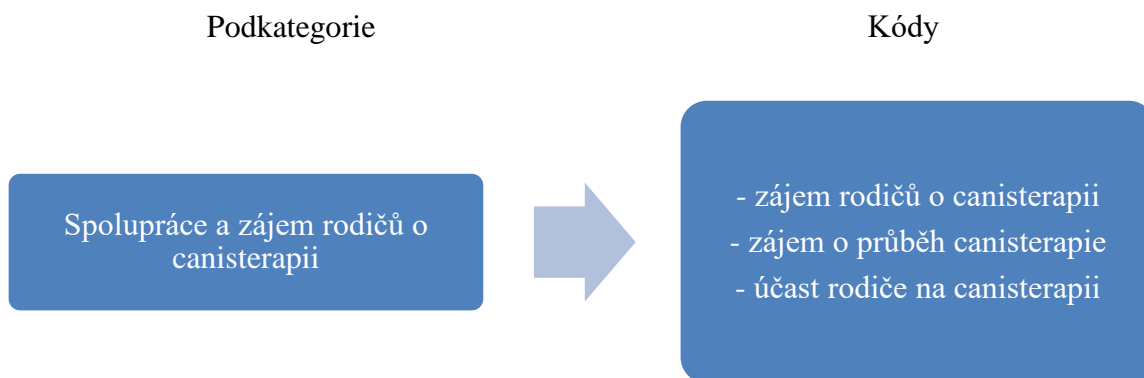 Podkategorie
Kódy
Spolupráce a zájem rodičů o
canisterapii
- zájem rodičů o canisterapii
- zájem o průběh canisterapie
- účast rodiče na canisterapii